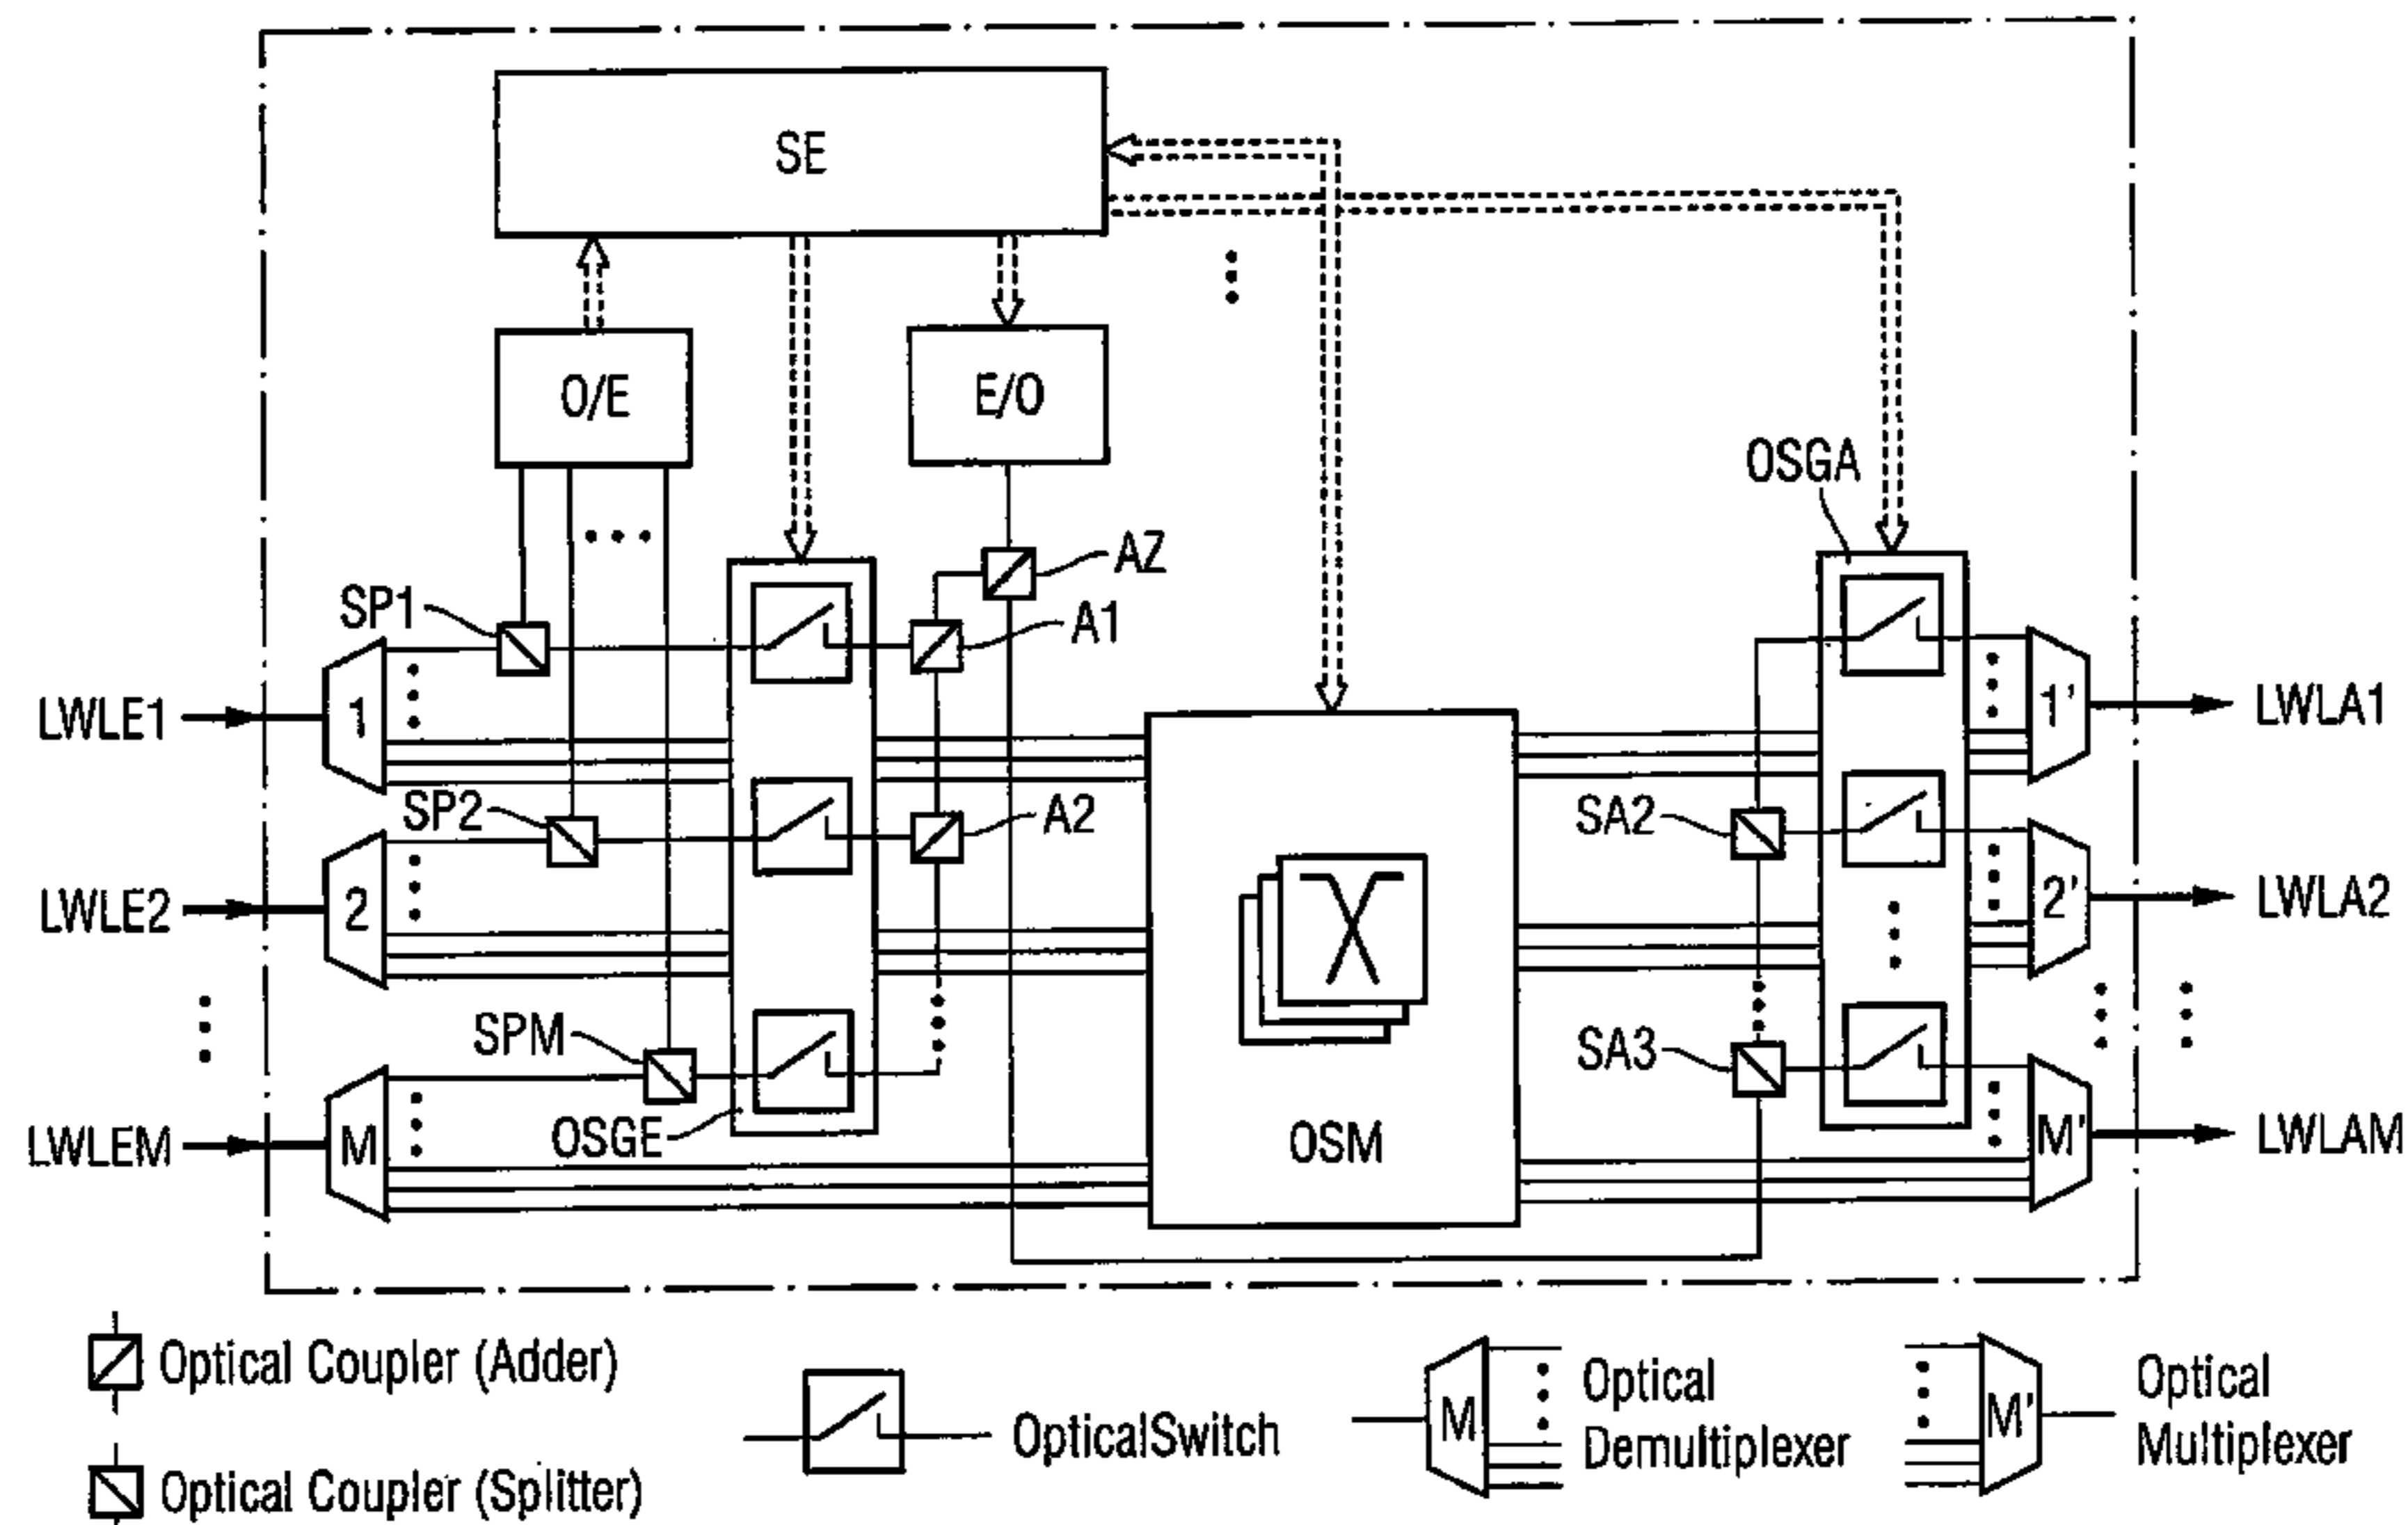 SE
O/E
E/O
OSGA
AZ
SP1
A1
1
1'
LWLE1
LWLA1
SP2
A2
SA2
2
2'
LWLE2
LWLA2
SPM
SA3
OSGE
OSM
M
M'
LWLEM
LWLAM
Optical Coupler (Adder)
Optical Coupler (Splitter)
OpticalSwitch
M
Optical
Demultiplexer
M'
Optical
Multiplexer